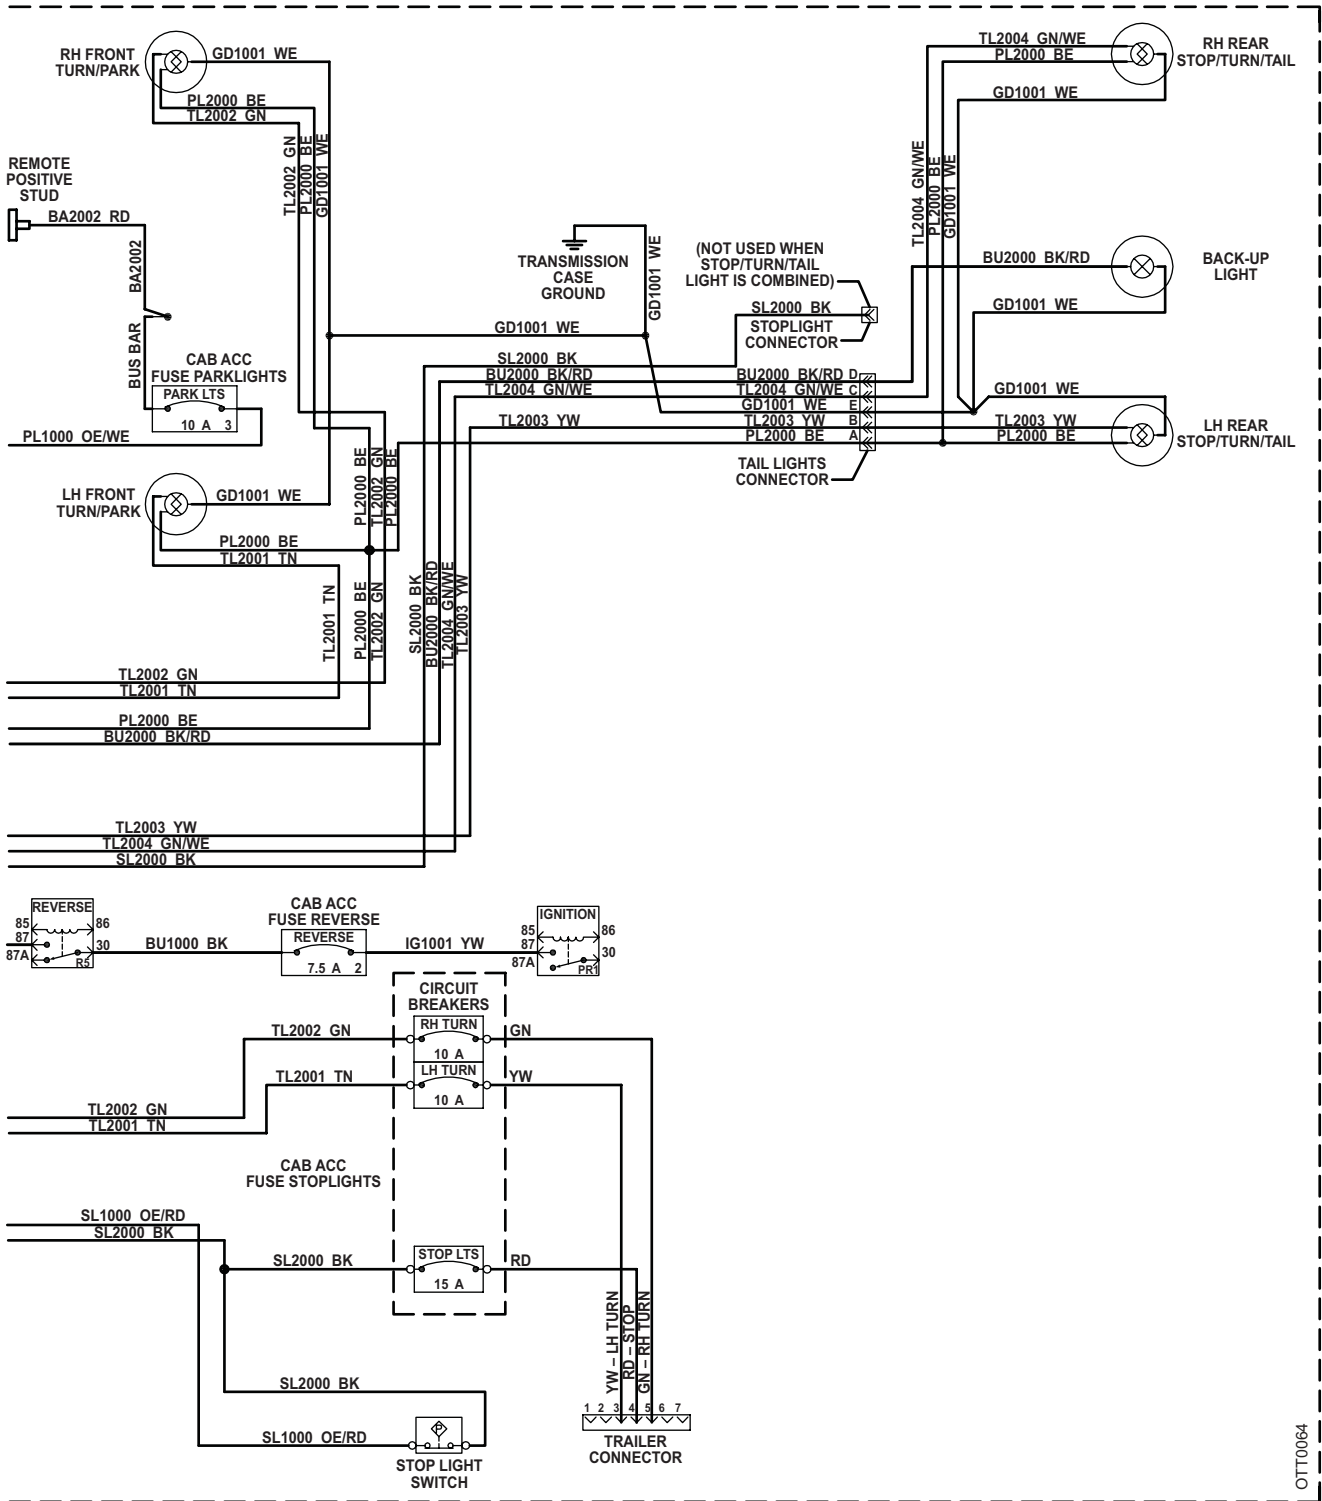 RH FRONT
TURN/PARK
GD1001 WE
PL2000 BE
TL2002 GN
TL2002 GN
PL2000 BE
GD1001 WE
TL2004 GN/WE
PL2000 BE
RH REAR
STOP/TURN/TAIL
GD1001 WE
TL2004 GN/WE
PL2000 BE
GD1001 WE
REMOTE
POSITIVE
STUD
BA2002 RD
BA2002
BUS BAR
TRANSMISSION
CASE
GROUND
GD1001 WE
(NOT USED WHEN
STOP/TURN/TAIL
LIGHT IS COMBINED)
SL2000 BK
STOPLIGHT
CONNECTOR
BU2000 BK/RD
BACK-UP
LIGHT
GD1001 WE
GD1001 WE
CAB ACC
FUSE PARKLIGHTS
PARK LTS
10 A 3
PL1000 OE/WE
SL2000 BK
BU2000 BK/RD
TL2004 GN/WE
TL2003 YW
BU2000 BK/RD D
TL2004 GN/WE C
GD1001 WE E
TL2003 YW B
PL2000 BE A
TAIL LIGHTS
CONNECTOR
GD1001 WE
TL2003 YW
PL2000 BE
LH REAR
STOP/TURN/TAIL
LH FRONT
TURN/PARK
GD1001 WE
PL2000 BE
TL2001 TN
PL2000 BE
TL2002 GN
PL2000 BE
TL2001 TN
PL2000 BE
TL2002 GN
SL2000 BK
BU2000 BK/RD
TL2004 GN/WE
TL2003 YW
TL2002 GN
TL2001 TN
PL2000 BE
BU2000 BK/RD
TL2003 YW
TL2004 GN/WE
SL2000 BK
REVERSE
85
86
87
30
87A
R5
BU1000 BK
CAB ACC
FUSE REVERSE
REVERSE
7.5 A 2
IG1001 YW
IGNITION
85
86
87
30
87A
PR1
CIRCUIT
BREAKERS
TL2002 GN
RH TURN
10 A
GN
TL2001 TN
LH TURN
10 A
YW
TL2002 GN
TL2001 TN
CAB ACC
FUSE STOPLIGHTS
SL1000 OE/RD
SL2000 BK
SL2000 BK
STOP LTS
15 A
RD
YW – LH TURN
RD – STOP
GN – RH TURN
SL2000 BK
SL1000 OE/RD
P
STOP LIGHT
SWITCH
1 2 3 4 5 6 7
TRAILER
CONNECTOR
OTT0064